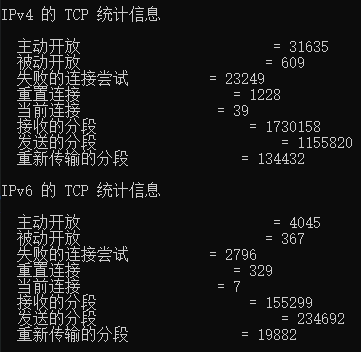 IPv4 的 TCP 统计信息
主动开放 = 31635
被动开放 = 609
失败的连接尝试 = 23249
重置连接 = 1228
当前连接 = 39
接收的分段 = 1730158
发送的分段 = 1155820
重新传输的分段 = 134432
IPv6 的 TCP 统计信息
主动开放 = 4045
被动开放 = 367
失败的连接尝试 = 2796
重置连接 = 329
当前连接 = 7
接收的分段 = 155299
发送的分段 = 234692
重新传输的分段 = 19882